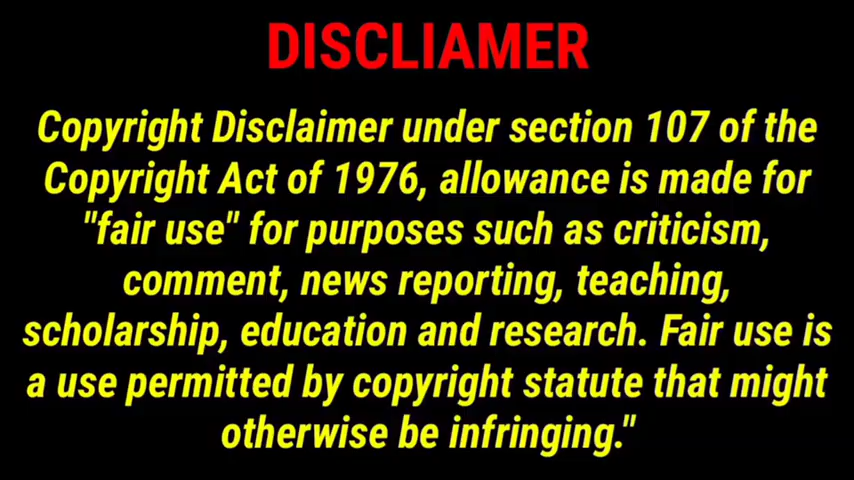 DISCLIAMER
Copyright Disclaimer under section 107 of the
Copyright Act of 1976, allowance is made for
"fair use" for purposes such as criticism,
comment, news reporting, teaching,
scholarship, education and research. Fair use is
a use permitted by copyright statute that might
otherwise be infringing."